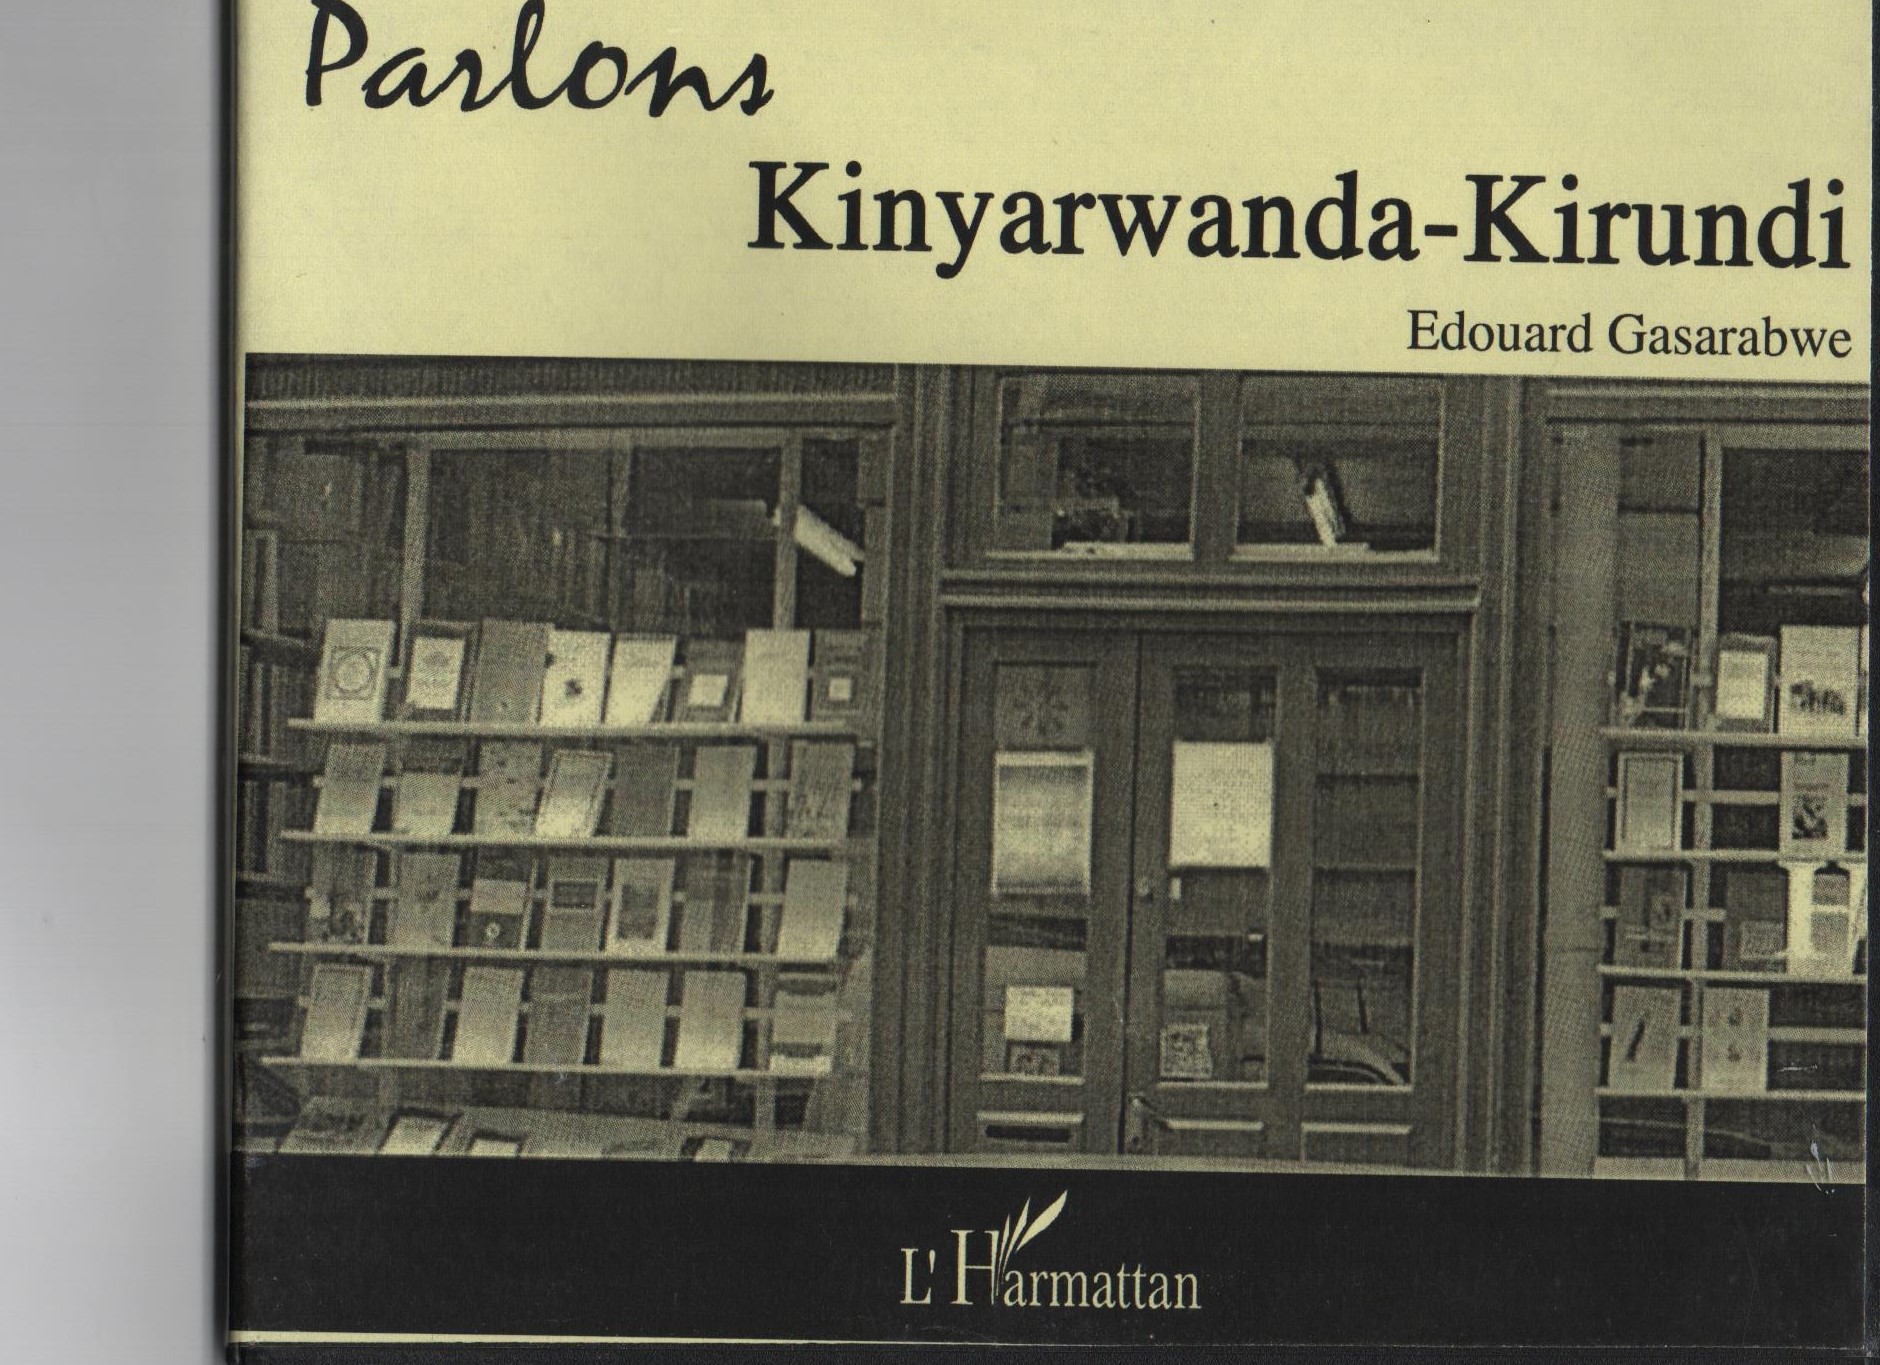 Parlons
Kinyarwanda-Kirundi
Edouard Gasarabwe
L'Harmattan